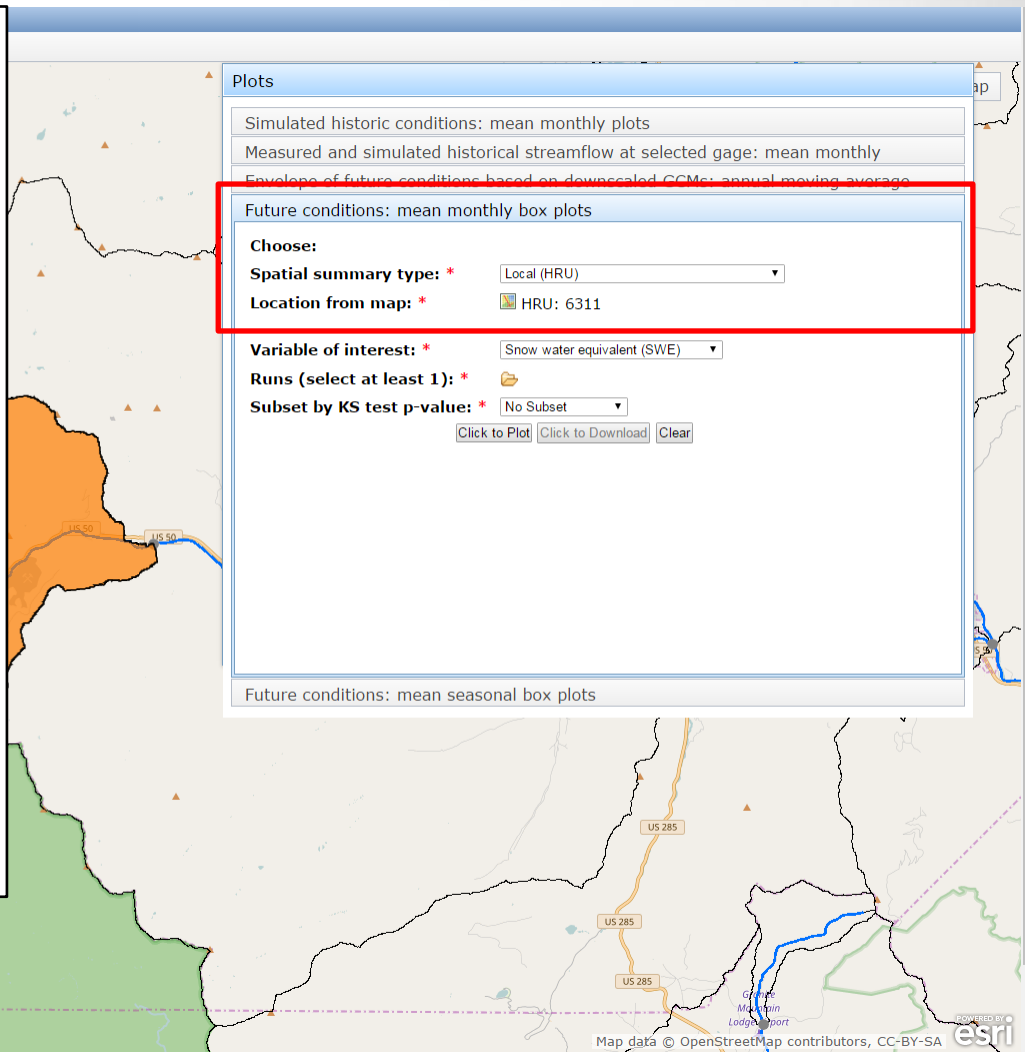 Plots
ap
Simulated historic conditions: mean monthly plots
Measured and simulated historical streamflow at selected gage: mean monthly
Envelope of future conditions based on downscaled GCMs: annual moving average
Future conditions: mean monthly box plots
Choose:
Spatial summary type: * Local (HRU)
Location from map: * HRU: 6311
Variable of interest: * Snow water equivalent (SWE)
Runs (select at least 1): *
Subset by KS test p-value: * No Subset
Click to Plot Click to Download Clear
US 50
US 50
Future conditions: mean seasonal box plots
US 285
US 285
US 285
Mountain
Map data © OpenStreetMap contributors, CC-BY-SA
POWERED BY
esri